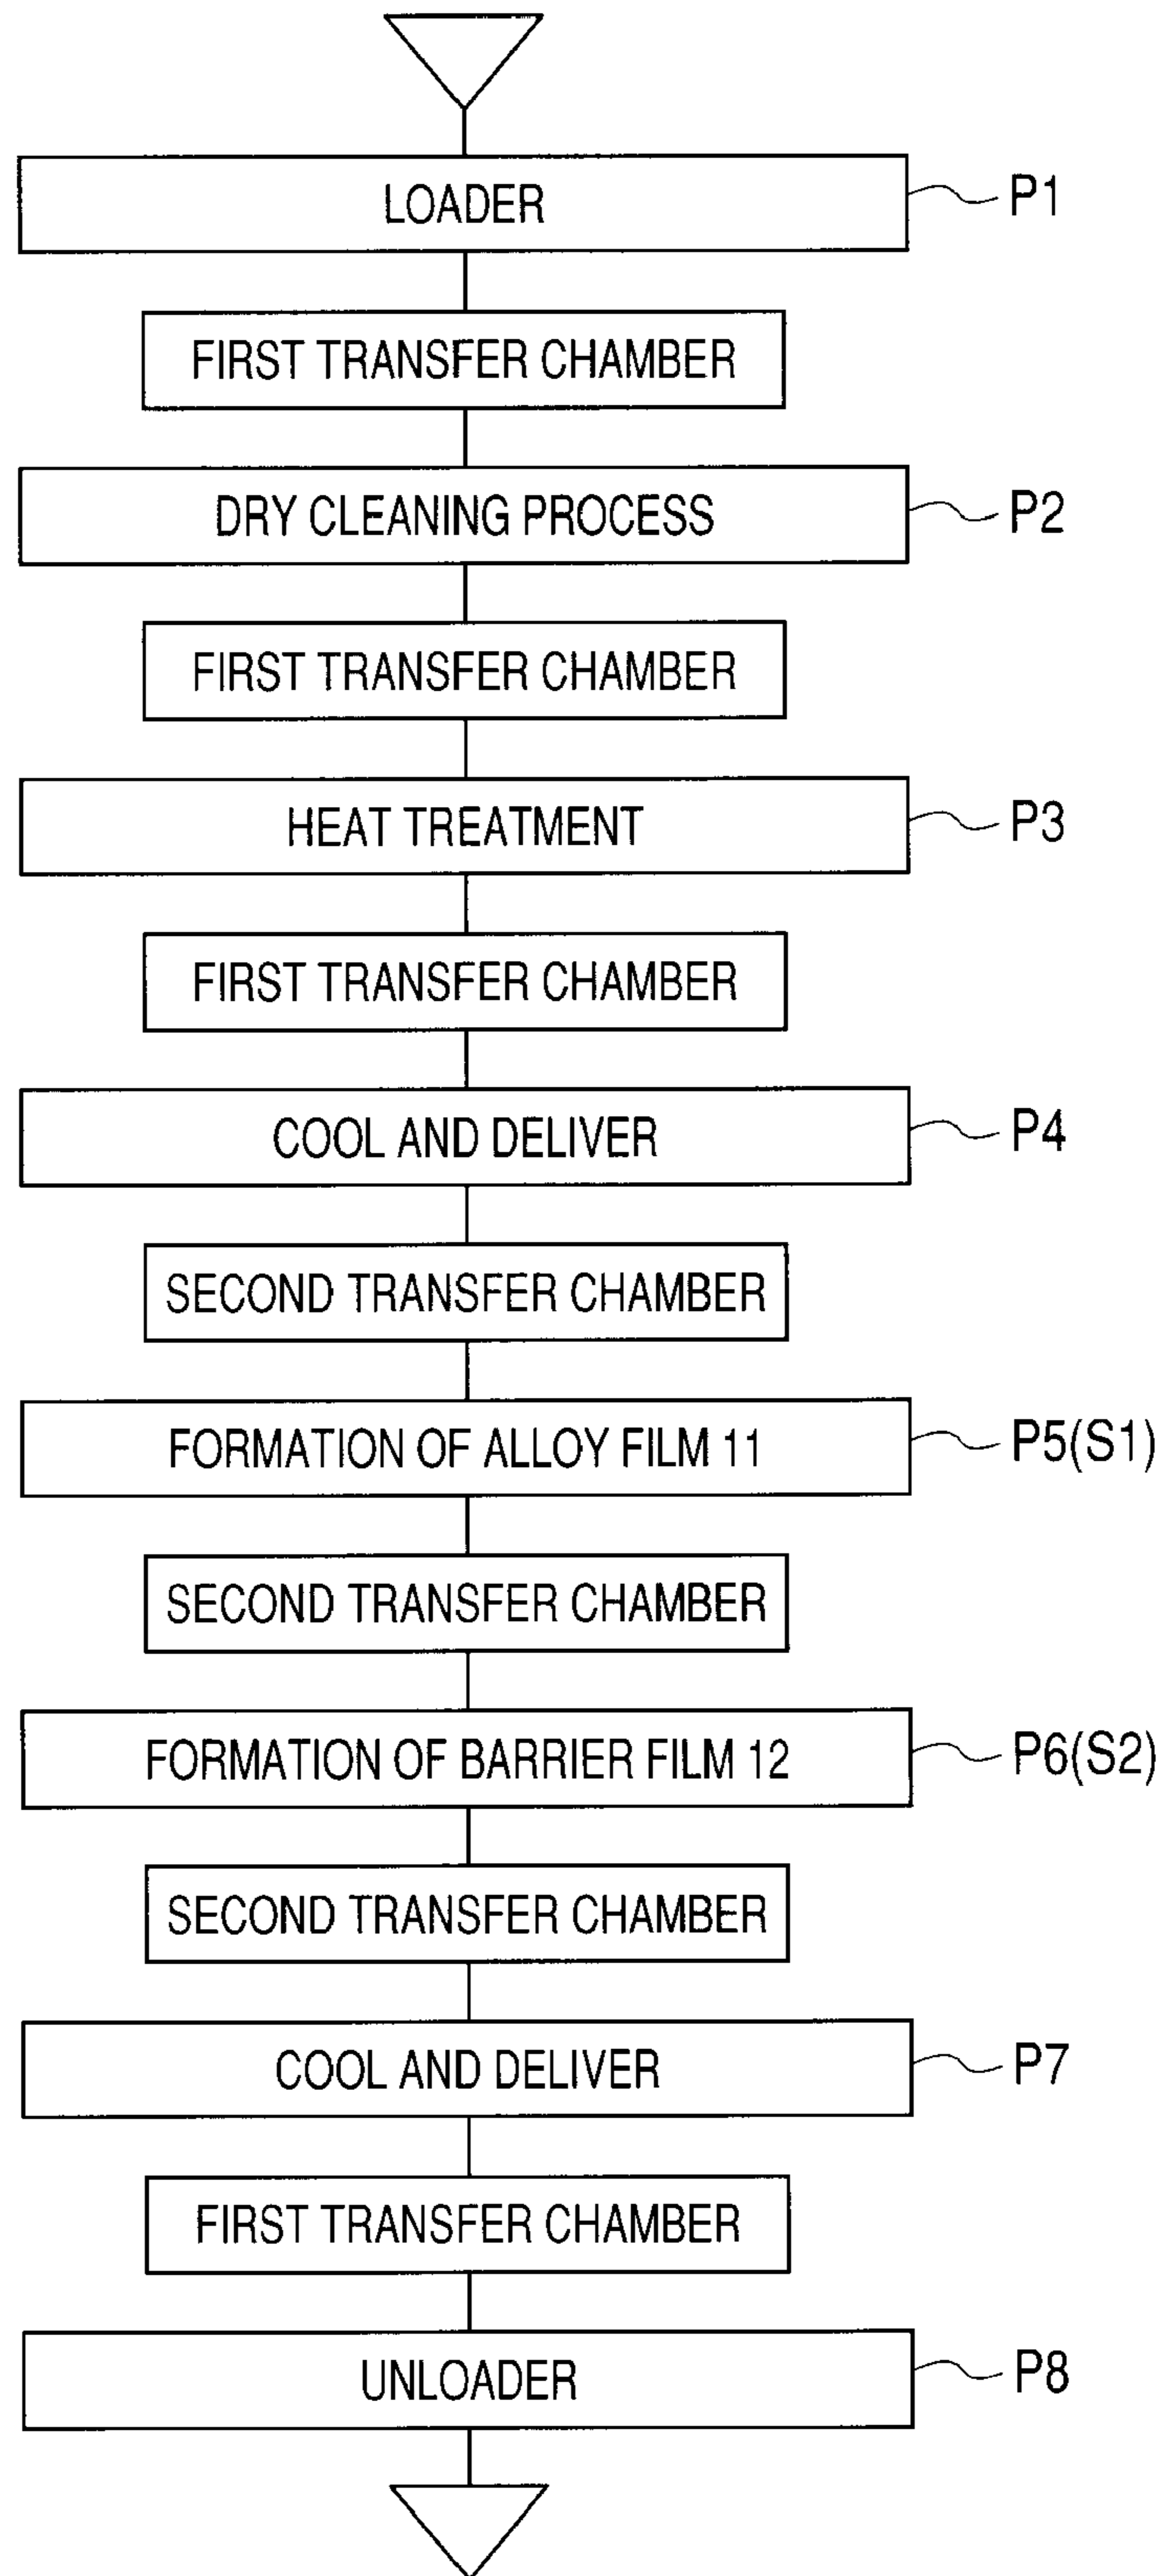 LOADER P1
FIRST TRANSFER CHAMBER
DRY CLEANING PROCESS P2
FIRST TRANSFER CHAMBER
HEAT TREATMENT P3
FIRST TRANSFER CHAMBER
COOL AND DELIVER P4
SECOND TRANSFER CHAMBER
FORMATION OF ALLOY FILM 11 P5(S1)
SECOND TRANSFER CHAMBER
FORMATION OF BARRIER FILM 12 P6(S2)
SECOND TRANSFER CHAMBER
COOL AND DELIVER P7
FIRST TRANSFER CHAMBER
UNLOADER P8